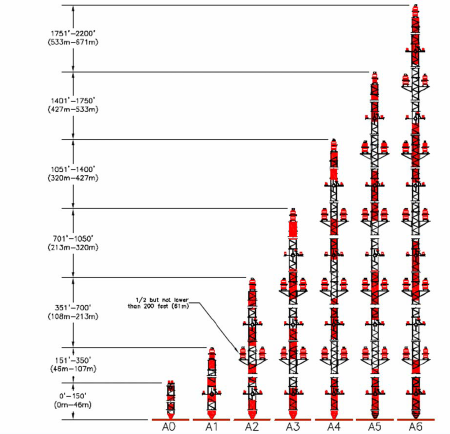 1751'-2200'
(533m-671m)
1401'-1750'
(427m-533m)
1051'-1400'
(320m-427m)
701'-1050'
(213m-320m)
351'-700'
(108m-213m)
1/2 but not lower
than 200 feet (61m)
151'-350'
(46m-107m)
0'-150'
(0m-46m)
A0 A1 A2 A3 A4 A5 A6